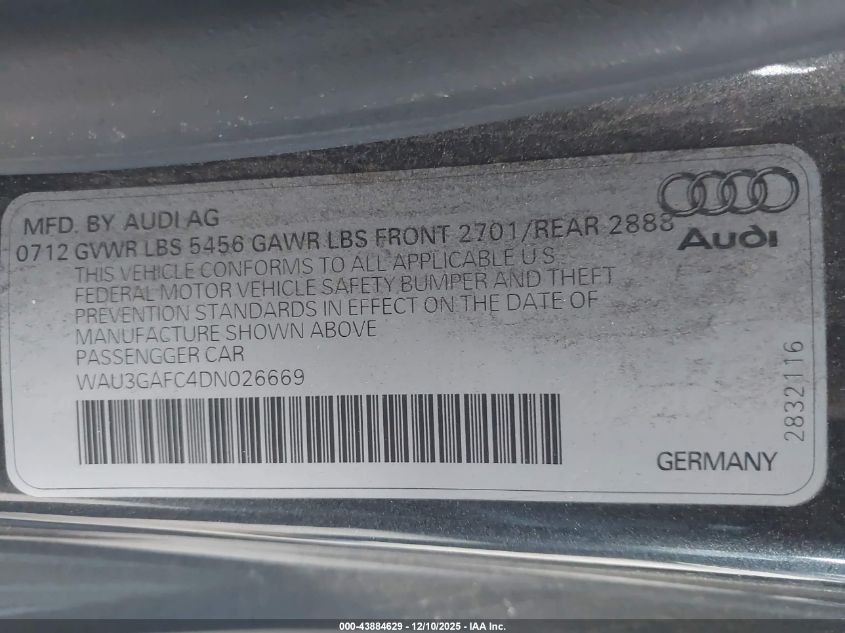 MFD. BY AUDI AG
0712 GVWR LBS 5456 GAWR LBS FRONT 2701/REAR 2888
THIS VEHICLE CONFORMS TO ALL APPLICABLE U S
FEDERAL MOTOR VEHICLE SAFETY BUMPER AND THEFT
PREVENTION STANDARDS IN EFFECT ON THE DATE OF
MANUFACTURE SHOWN ABOVE
PASSENGGER CAR
WAU3GAFC4DN026669
Audi
2832116
GERMANY
000-43884629 - 12/10/2025 - IAA Inc.